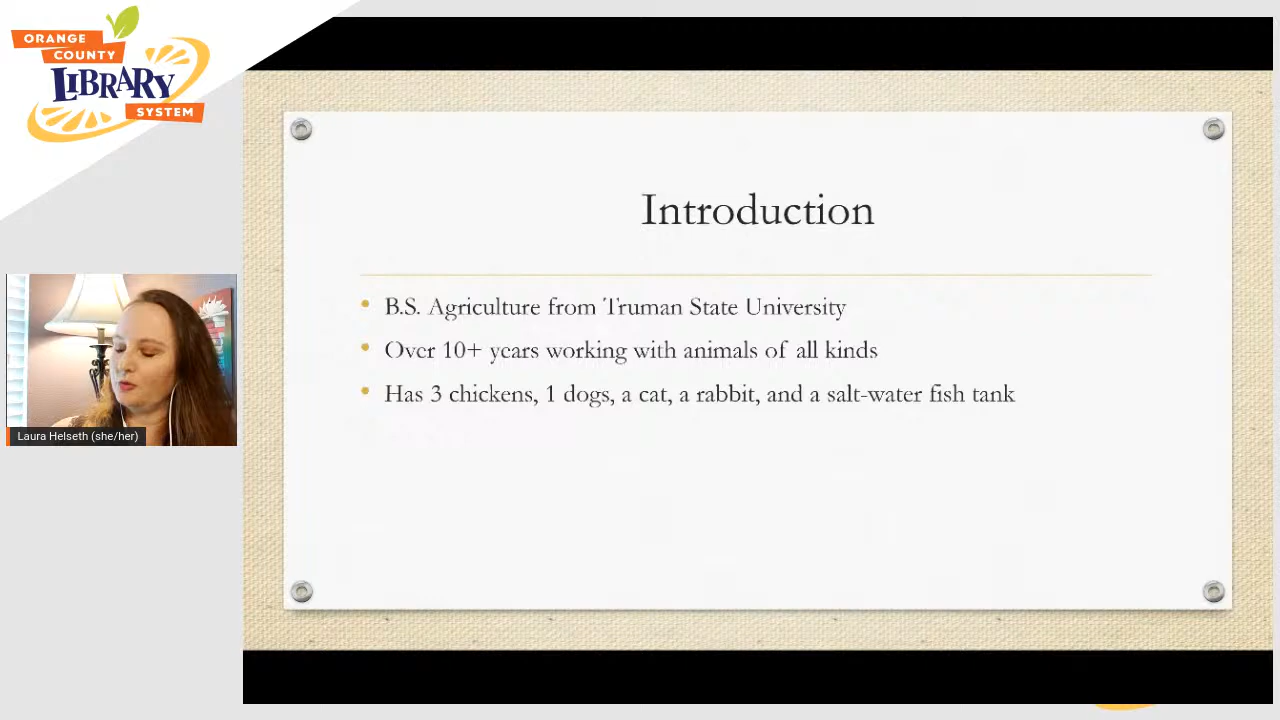 ORANGE
COUNTY
LIBRARY
SYSTEM
Introduction
B.S. Agriculture from Truman State University
Over 10+ years working with animals of all kinds
Has 3 chickens, 1 dogs, a cat, a rabbit, and a salt-water fish tank
Laura Helseth (she/her)